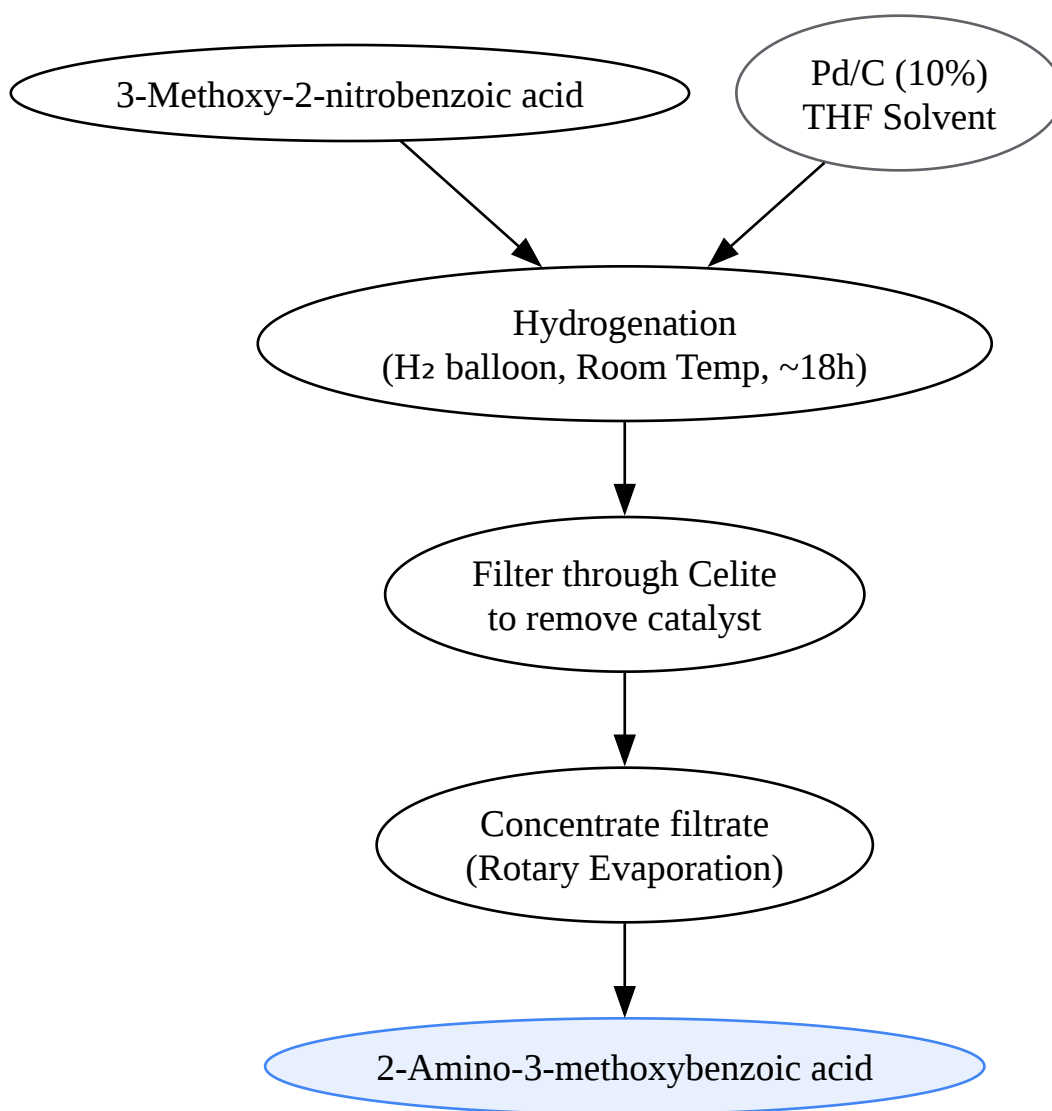 3-Methoxy-2-nitrobenzoic acid
Pd/C (10%)
THF Solvent
Hydrogenation
(H₂ balloon, Room Temp, ~18h)
Filter through Celite
to remove catalyst
Concentrate filtrate
(Rotary Evaporation)
2-Amino-3-methoxybenzoic acid